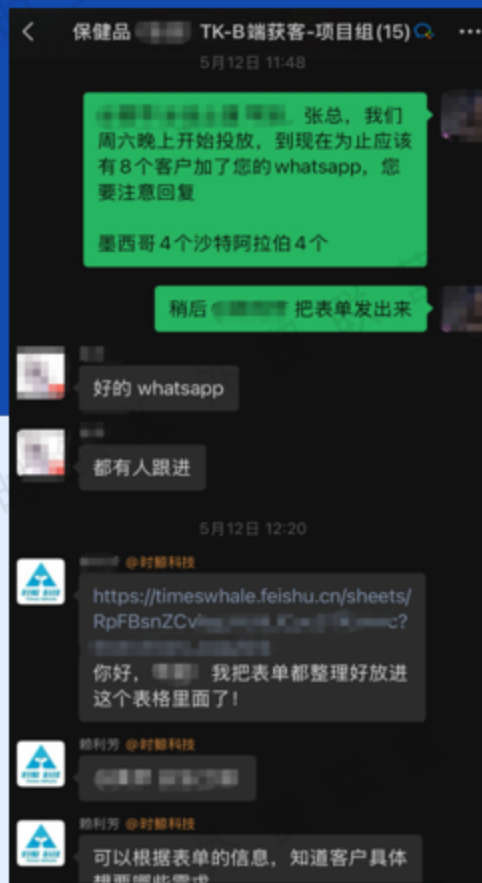 保健品 TK-B端获客-项目组(15)
5月12日 11:48
张总，我们
周六晚上开始投放，到现在为止应该
有8个客户加了您的whatsapp，您
要注意回复
墨西哥4个沙特阿拉伯4个
稍后 把表单发出来
好的 whatsapp
都有人跟进
5月12日 12:20
@时鲸科技
https://timeswhale.feishu.cn/sheets/
RpFBsnZCv
你好， 我把表单都整理好放进
这个表格里面了！
赖利芳 @时鲸科技
赖利芳 @时鲸科技
可以根据表单的信息，知道客户具体
想要哪些需求